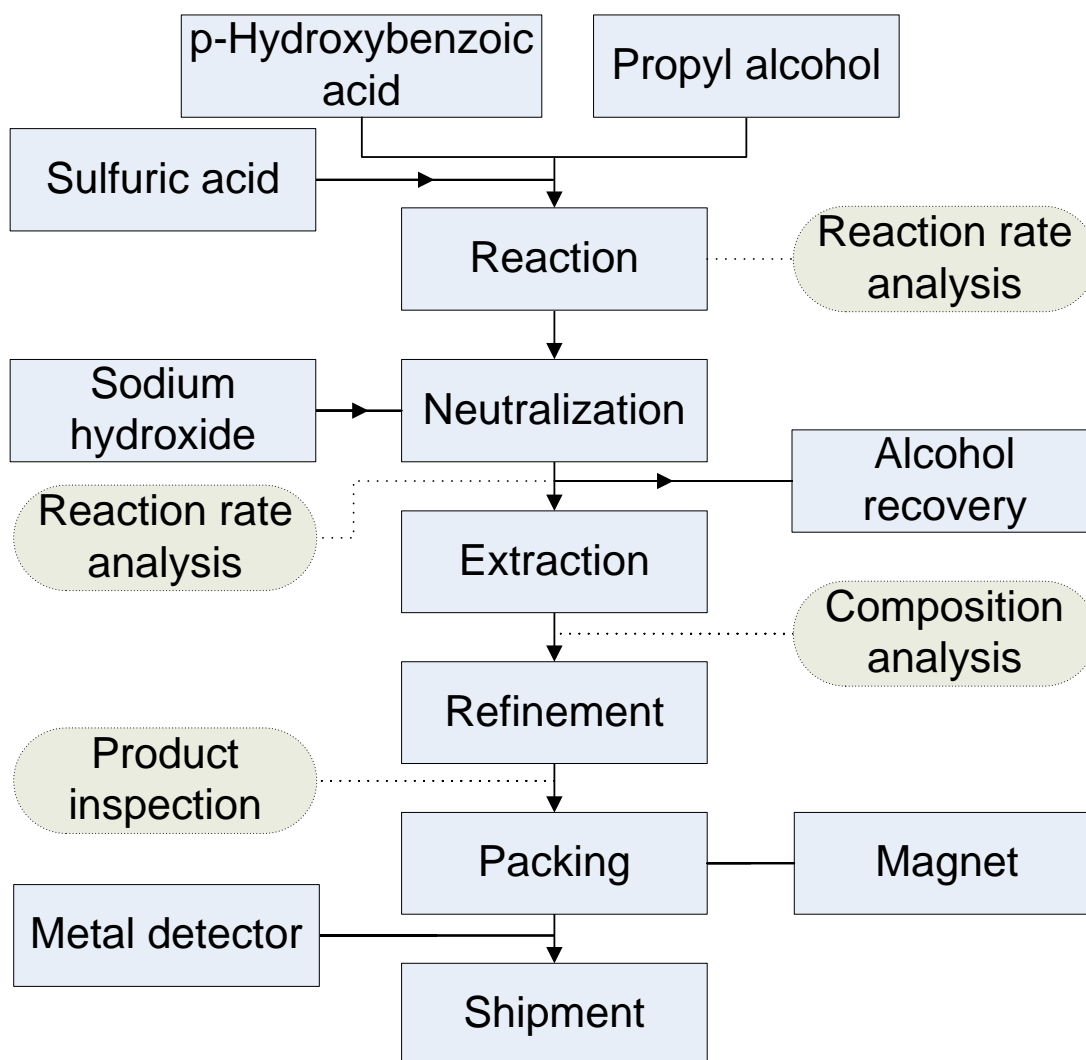 p-Hydroxybenzoic
acid
Propyl alcohol
Sulfuric acid
Reaction
Reaction rate
analysis
Sodium
hydroxide
Neutralization
Alcohol
recovery
Reaction rate
analysis
Extraction
Composition
analysis
Refinement
Product
inspection
Packing
Magnet
Metal detector
Shipment